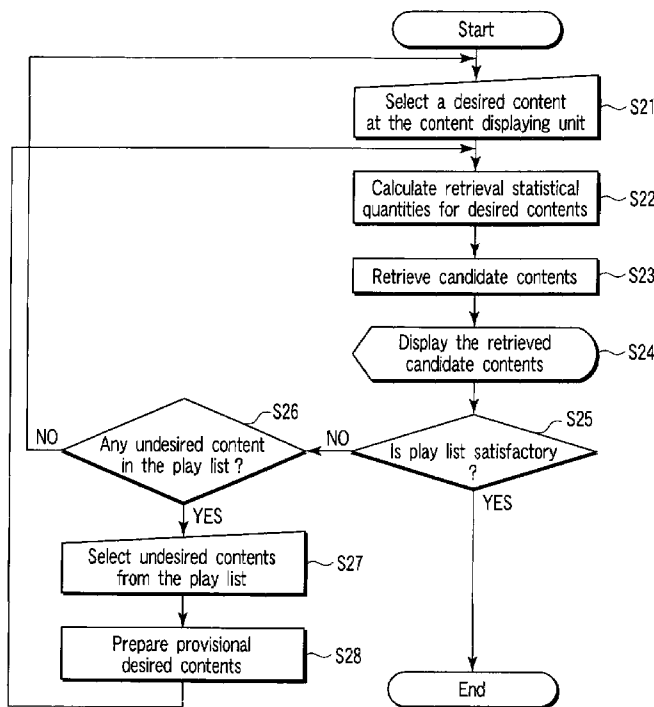 Start
Select a desired content
at the content displaying unit
S21
Calculate retrieval statistical
quantities for desired contents
S22
Retrieve candidate contents
S23
Display the retrieved
candidate contents
S24
S25
Is play list satisfactory
?
NO
YES
S26
Any undesired content
in the play list ?
NO
YES
Select undesired contents
from the play list
S27
Prepare provisional
desired contents
S28
End